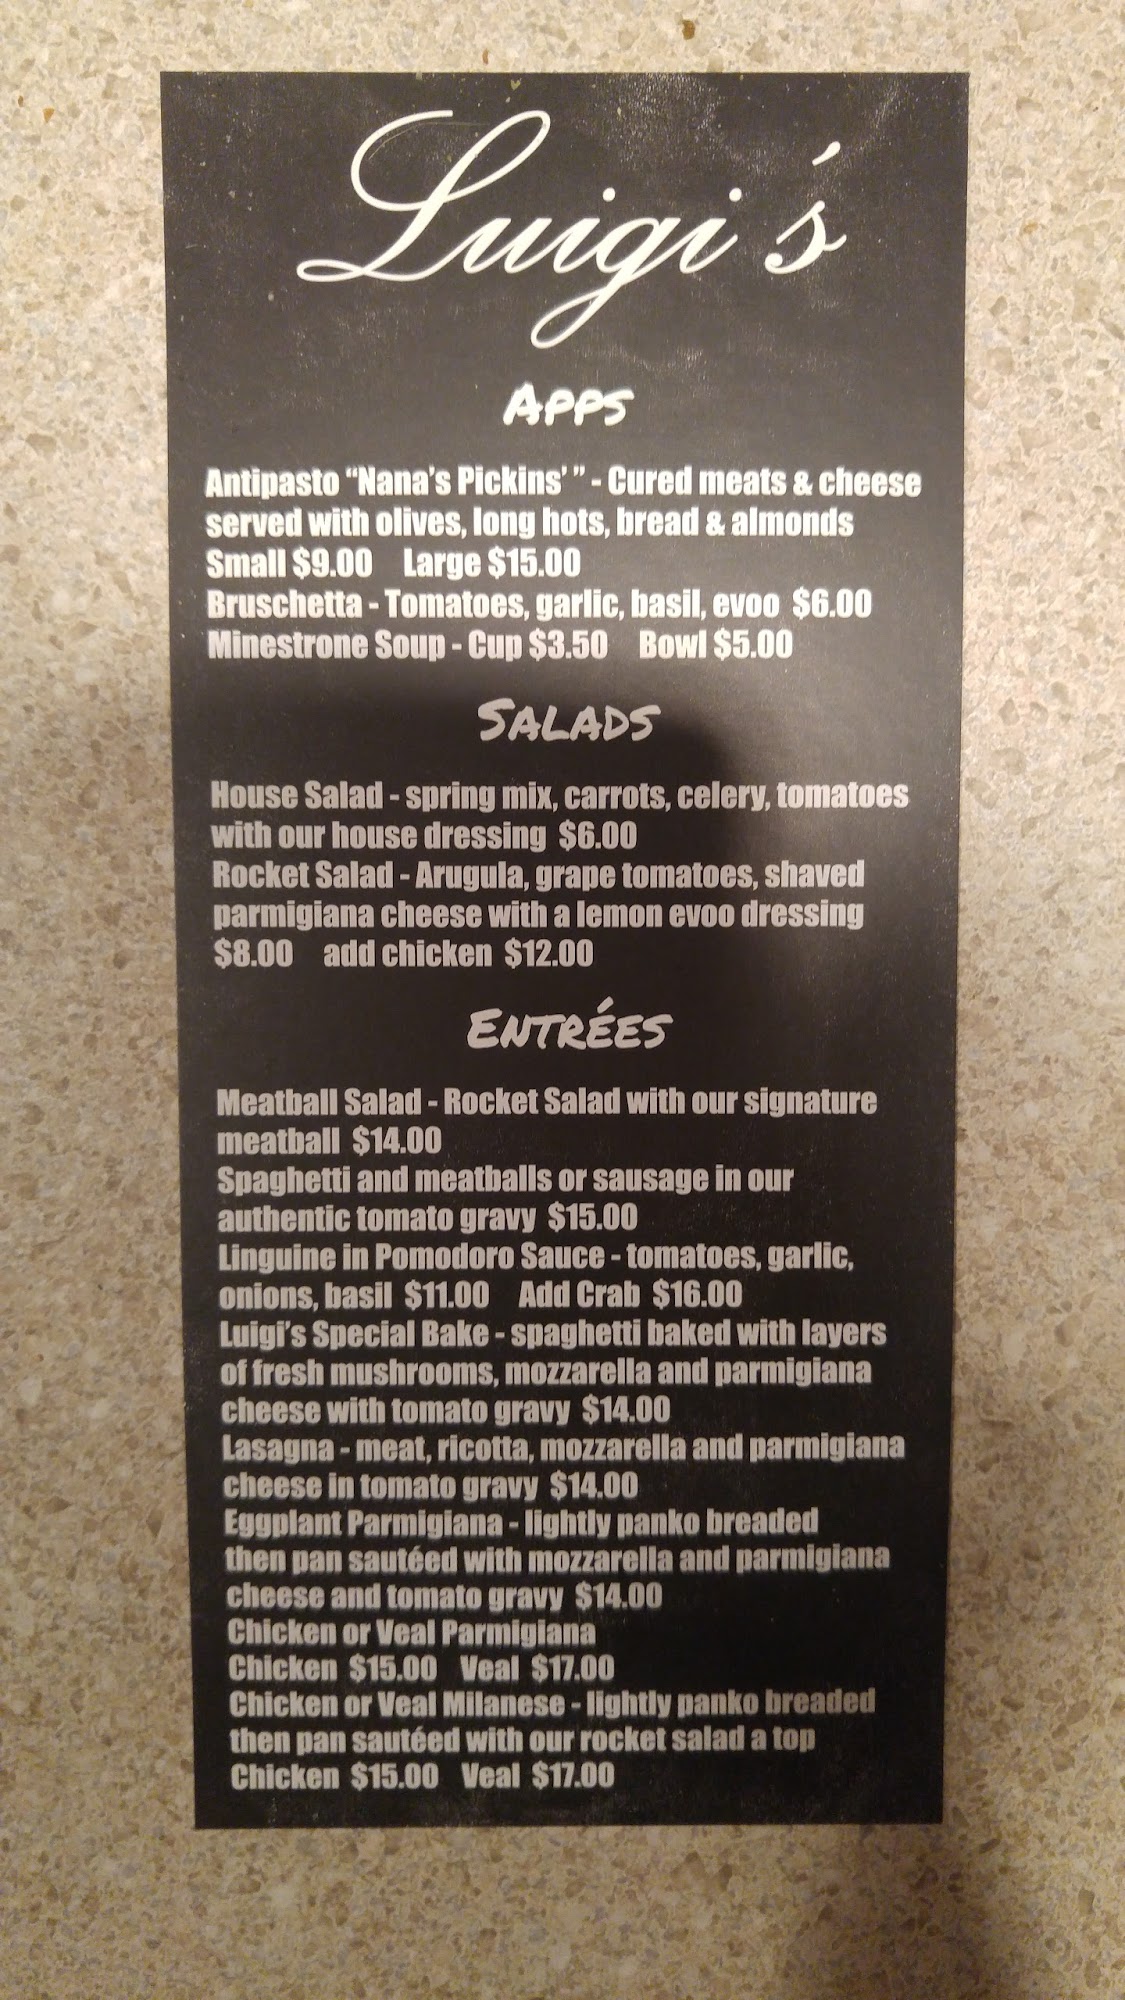 Luigi's
Apps
Antipasto “Nana’s Pickins’ ” - Cured meats & cheese
served with olives, long hots, bread & almonds
Small $9.00 Large $15.00
Bruschetta - Tomatoes, garlic, basil, evoo $6.00
Minestrone Soup - Cup $3.50 Bowl $5.00
Salads
House Salad - spring mix, carrots, celery, tomatoes
with our house dressing $6.00
Rocket Salad - Arugula, grape tomatoes, shaved
parmigiana cheese with a lemon evoo dressing
$8.00 add chicken $12.00
Entrées
Meatball Salad - Rocket Salad with our signature
meatball $14.00
Spaghetti and meatballs or sausage in our
authentic tomato gravy $15.00
Linguine in Pomodoro Sauce - tomatoes, garlic,
onions, basil $11.00 Add Crab $16.00
Luigi’s Special Bake - spaghetti baked with layers
of fresh mushrooms, mozzarella and parmigiana
cheese with tomato gravy $14.00
Lasagna - meat, ricotta, mozzarella and parmigiana
cheese in tomato gravy $14.00
Eggplant Parmigiana - lightly panko breaded
then pan sautéed with mozzarella and parmigiana
cheese and tomato gravy $14.00
Chicken or Veal Parmigiana
Chicken $15.00 Veal $17.00
Chicken or Veal Milanese - lightly panko breaded
then pan sautéed with our rocket salad a top
Chicken $15.00 Veal $17.00